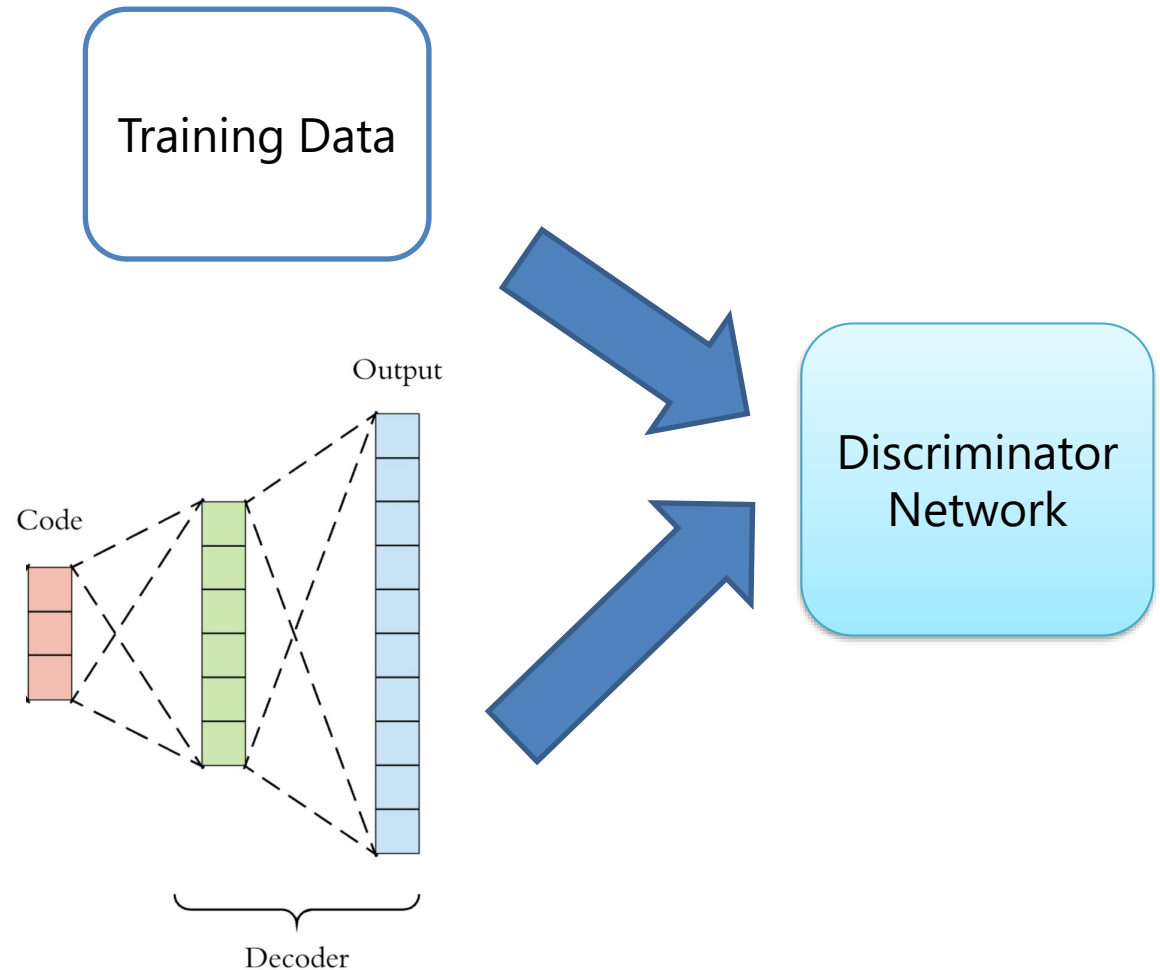 Training Data
Output
Code
Discriminator
Network
Decoder